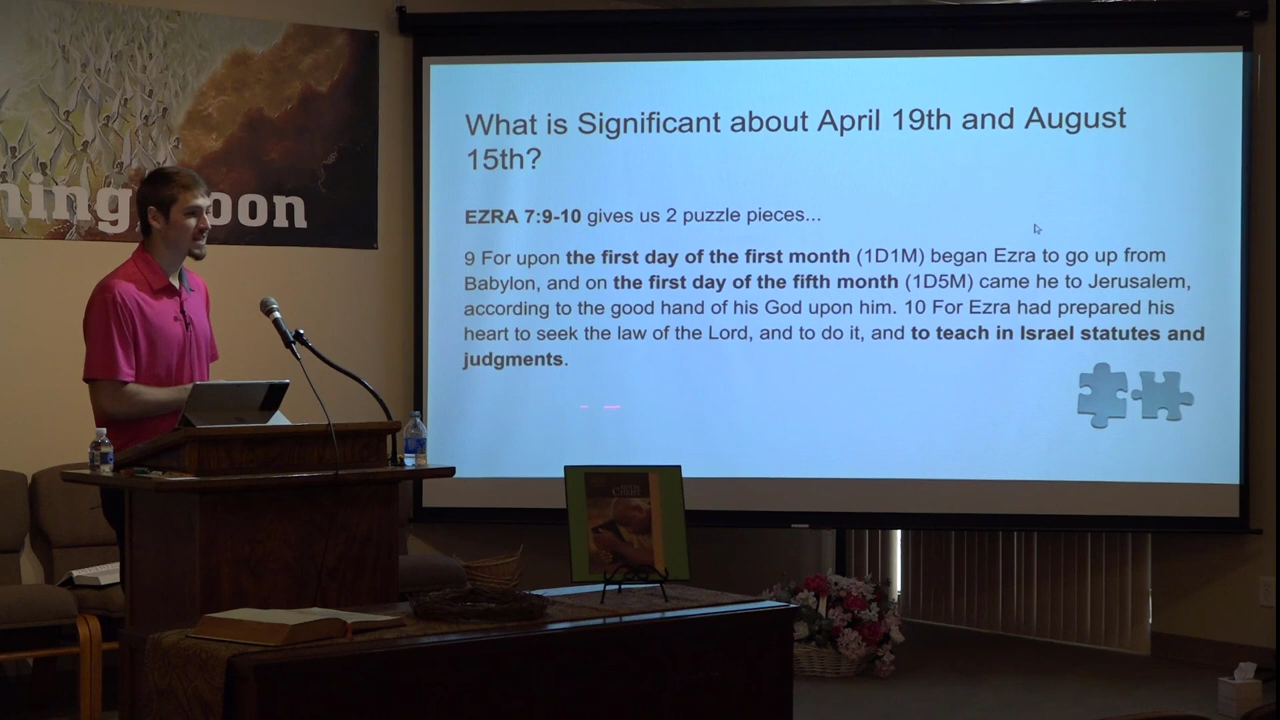 What is Significant about April 19th and August
15th?
EZRA 7:9-10 gives us 2 puzzle pieces...
9 For upon the first day of the first month (1D1M) began Ezra to go up from
Babylon, and on the first day of the fifth month (1D5M) came he to Jerusalem,
according to the good hand of his God upon him. 10 For Ezra had prepared his
heart to seek the law of the Lord, and to do it, and to teach in Israel statutes and
judgments.
ning oon
Christ